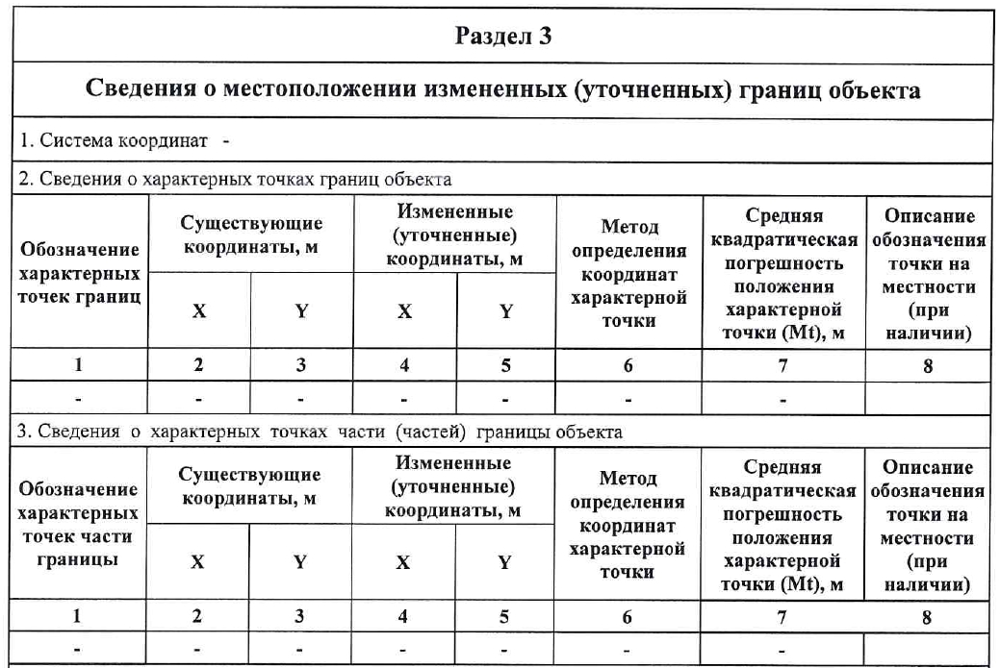 Раздел 3
Сведения о местоположении измененных (уточненных) границ объекта
1. Система координат -
2. Сведения о характерных точках границ объекта
Обозначение характерных точек границ
Существующие координаты, м
Измененные (уточненные) координаты, м
Метод определения координат характерной точки
Средняя квадратическая погрешность положения характерной точки (Mt), м
Описание обозначения точки на местности (при наличии)
X Y X Y
1 2 3 4 5 6 7 8
- - - - - - -
3. Сведения о характерных точках части (частей) границы объекта
Обозначение характерных точек части границы
Существующие координаты, м
Измененные (уточненные) координаты, м
Метод определения координат характерной точки
Средняя квадратическая погрешность положения характерной точки (Mt), м
Описание обозначения точки на местности (при наличии)
X Y X Y
1 2 3 4 5 6 7 8
- - - - - - -